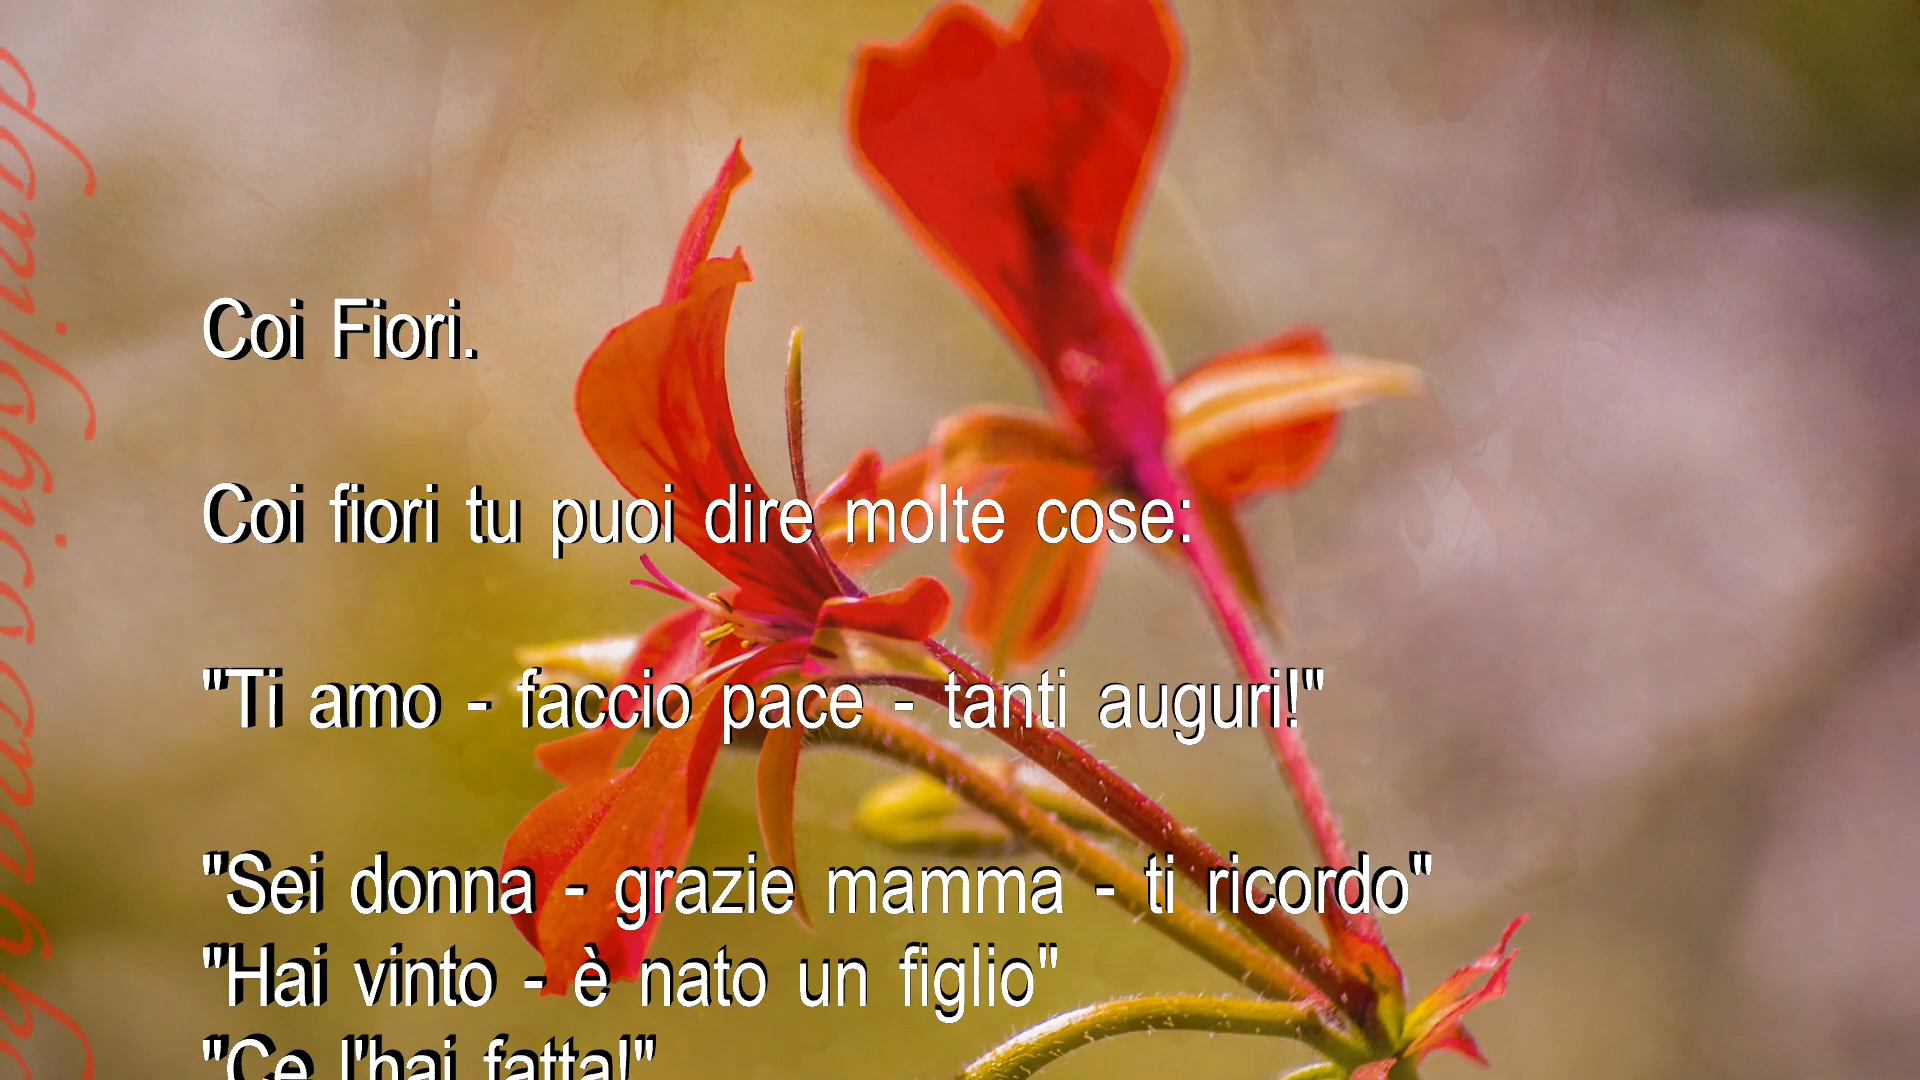 Coi Fiori.
Coi fiori tu puoi dire molte cose:
"Ti amo - faccio pace - tanti auguri!"
"Sei donna - grazie mamma - ti ricordo"
"Hai vinto - è nato un figlio"
"Ce l'hai fatta!"